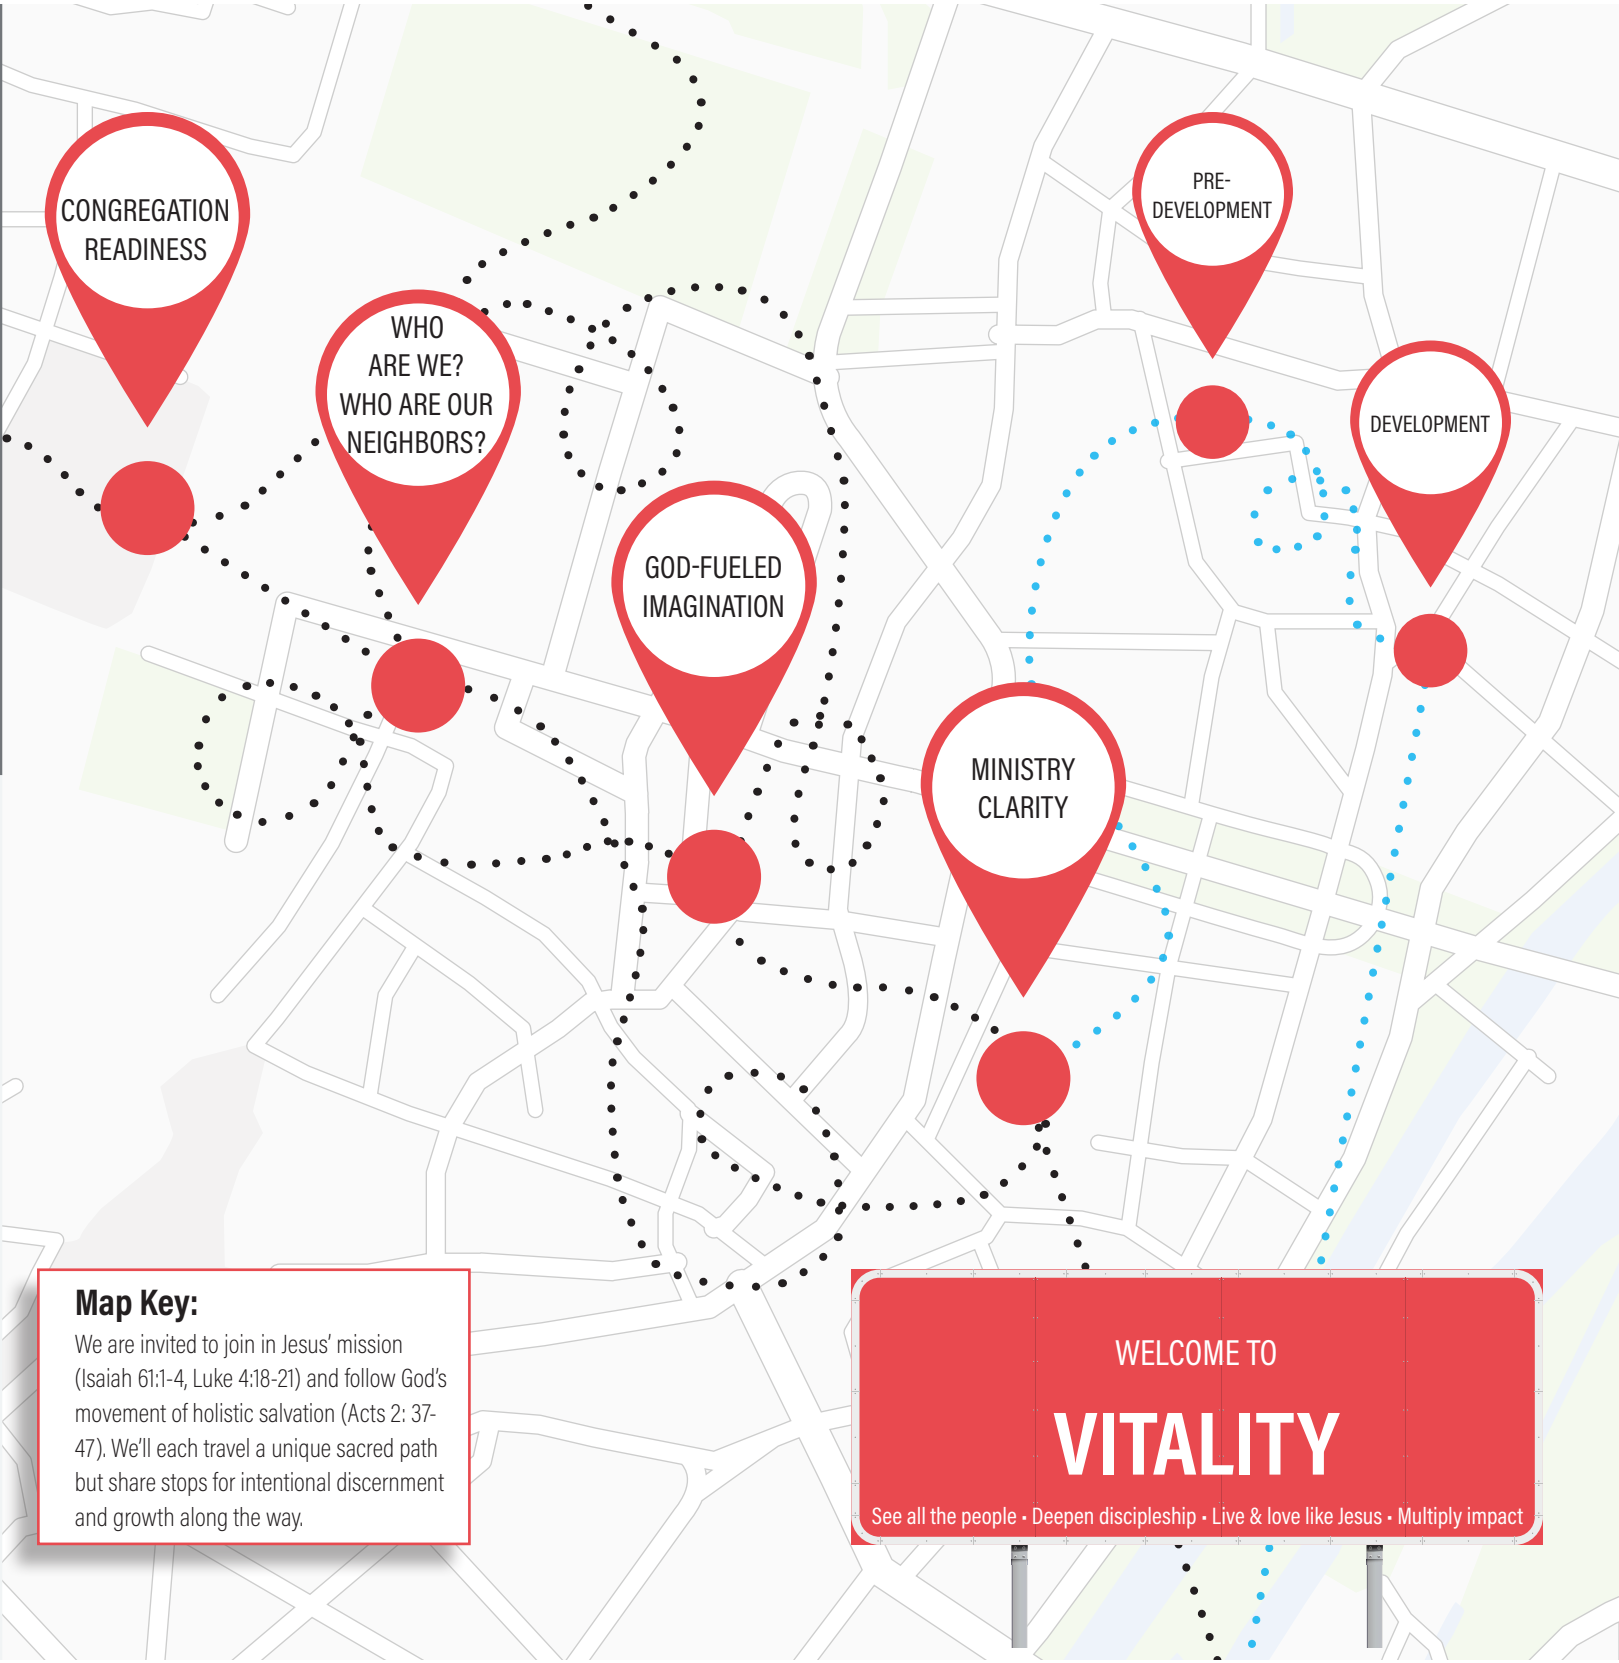 CONGREGATION
READINESS
WHO
ARE WE?
WHO ARE OUR
NEIGHBORS?
GOD-FUELED
IMAGINATION
MINISTRY
CLARITY
PRE-
DEVELOPMENT
DEVELOPMENT
Map Key:
We are invited to join in Jesus’ mission
(Isaiah 61:1-4, Luke 4:18-21) and follow God’s
movement of holistic salvation (Acts 2: 37-
47). We’ll each travel a unique sacred path
but share stops for intentional discernment
and growth along the way.
WELCOME TO
VITALITY
See all the people • Deepen discipleship • Live & love like Jesus • Multiply impact